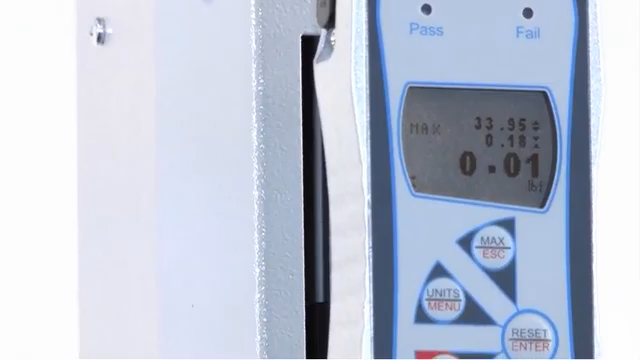 Pass Fail
33.95
MAX 0.18
0.01
lbf
MAX
ESC
UNITS
MENU
RESET
ENTER